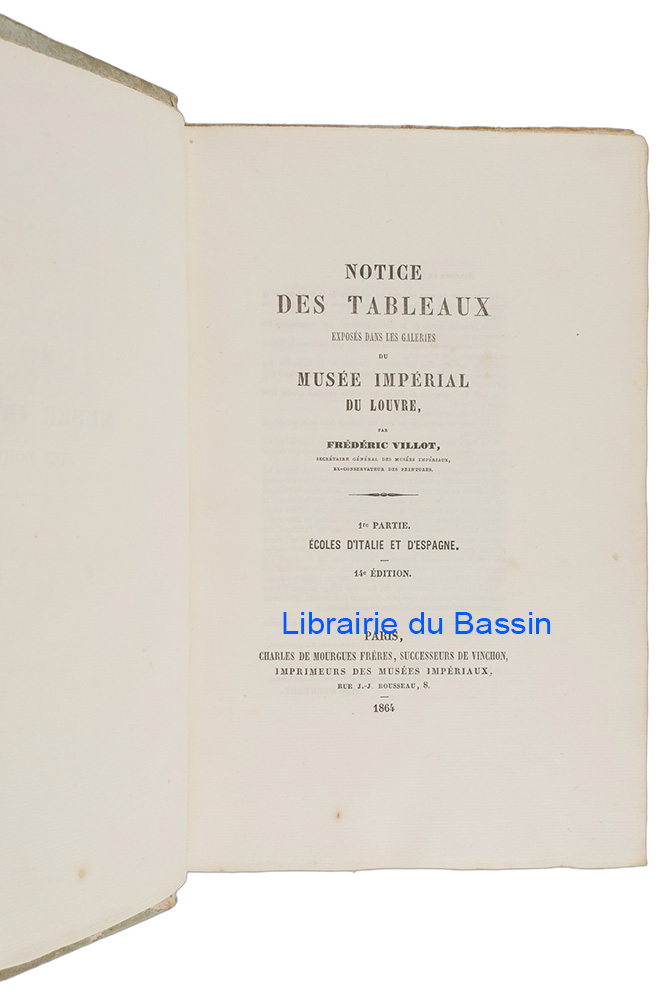 NOTICE
DES TABLEAUX
EXPOSÉS DANS LES GALERIES
DU
MUSÉE IMPÉRIAL
DU LOUVRE,
PAR
FRÉDÉRIC VILLOT,
SECRÉTAIRE GÉNÉRAL DES MUSÉES IMPÉRIAUX,
EX-CONSERVATEUR DES PEINTURES.
1re PARTIE.
ÉCOLES D'ITALIE ET D'ESPAGNE.
14e ÉDITION.
Librairie du Bassin
PARIS,
CHARLES DE MOURGUES FRÈRES, SUCCESSEURS DE VINCHON,
IMPRIMEURS DES MUSÉES IMPÉRIAUX,
RUE J.-J. ROUSSEAU, 8.
1864